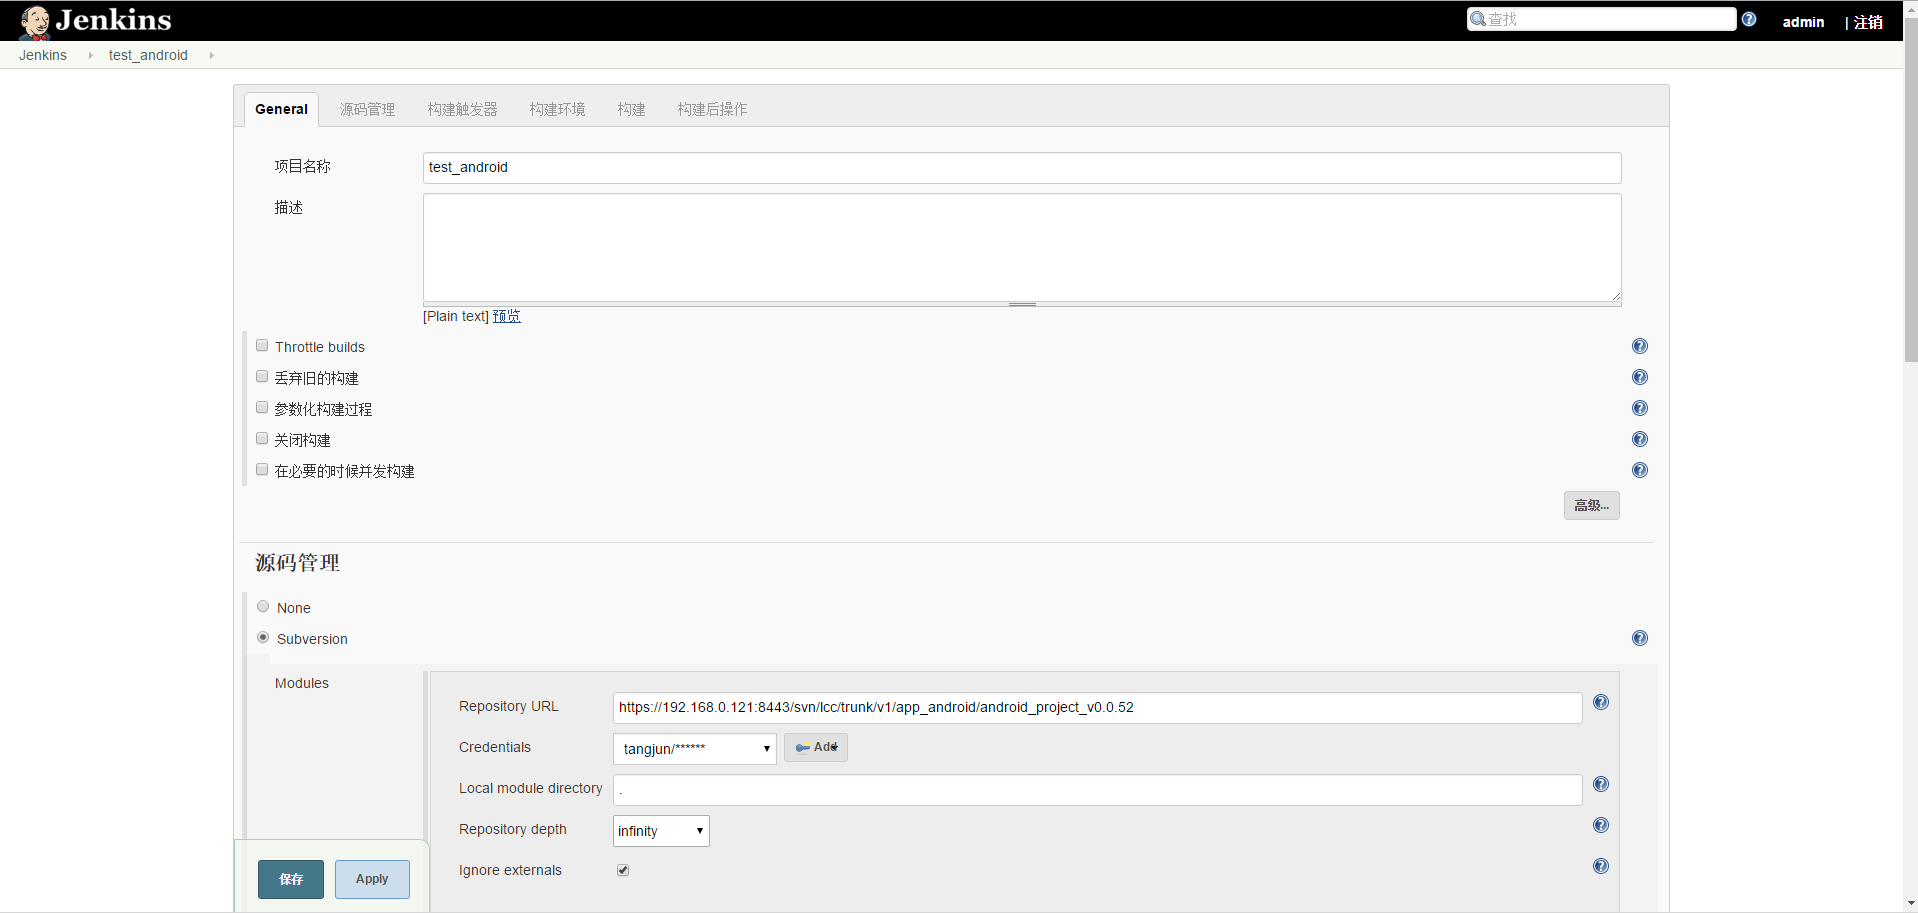 Jenkins
查找
admin
| 注销
Jenkins
test_android
General
源码管理
构建触发器
构建环境
构建
构建后操作
项目名称
test_android
描述
[Plain text] 预览
Throttle builds
丢弃旧的构建
参数化构建过程
关闭构建
在必要的时候并发构建
高级...
源码管理
None
Subversion
Modules
Repository URL
https://192.168.0.121:8443/svn/lcc/trunk/v1/app_android/android_project_v0.0.52
Credentials
tangjun/******
Add
Local module directory
.
Repository depth
infinity
Ignore externals
保存
Apply